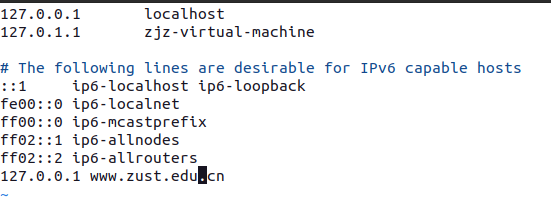 127.0.0.1       localhost
127.0.1.1       zjz-virtual-machine
# The following lines are desirable for IPv6 capable hosts
::1     ip6-localhost ip6-loopback
fe00::0 ip6-localnet
ff00::0 ip6-mcastprefix
ff02::1 ip6-allnodes
ff02::2 ip6-allrouters
127.0.0.1 www.zust.edu.cn
~